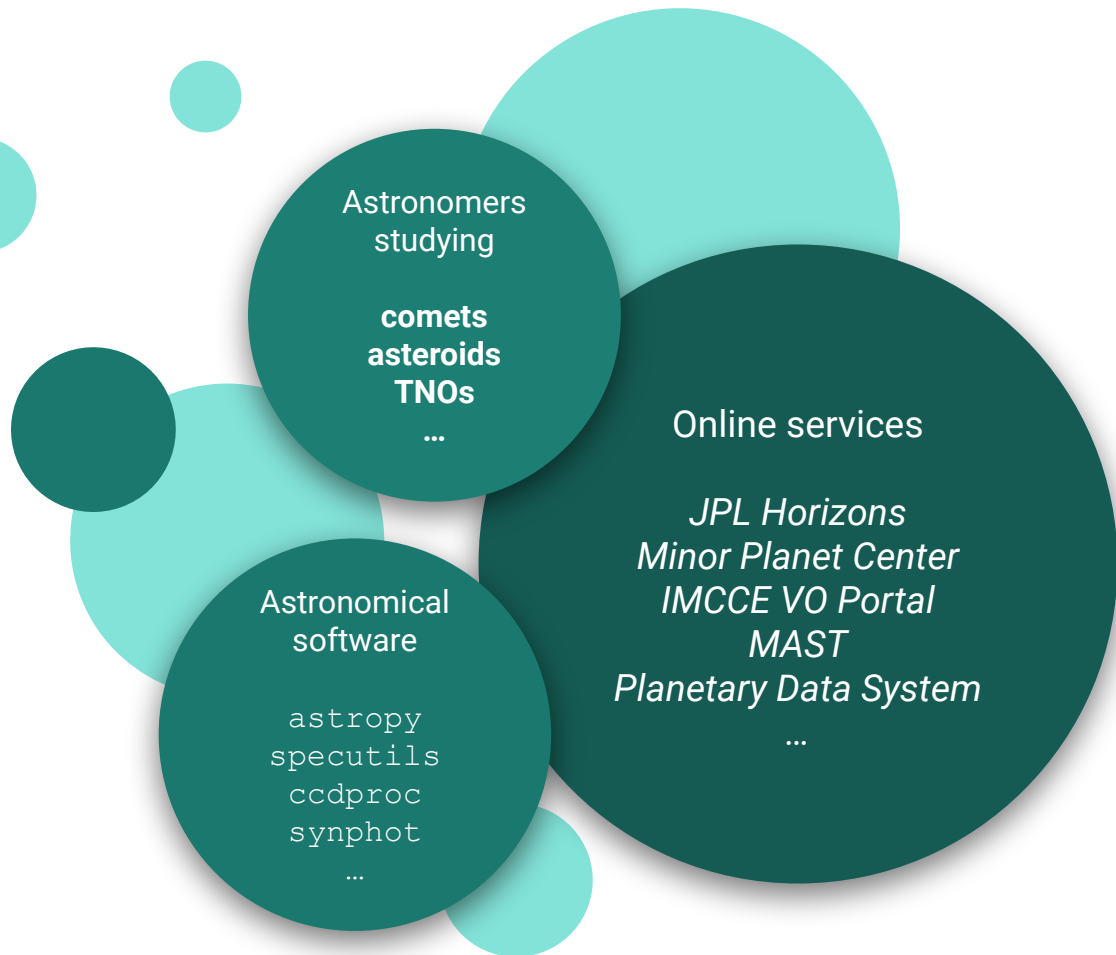 Astronomers
studying
comets
asteroids
TNOs
...
Online services
JPL Horizons
Minor Planet Center
IMCCE VO Portal
MAST
Planetary Data System
...
Astronomical
software
astropy
specutils
ccdproc
synphot
...